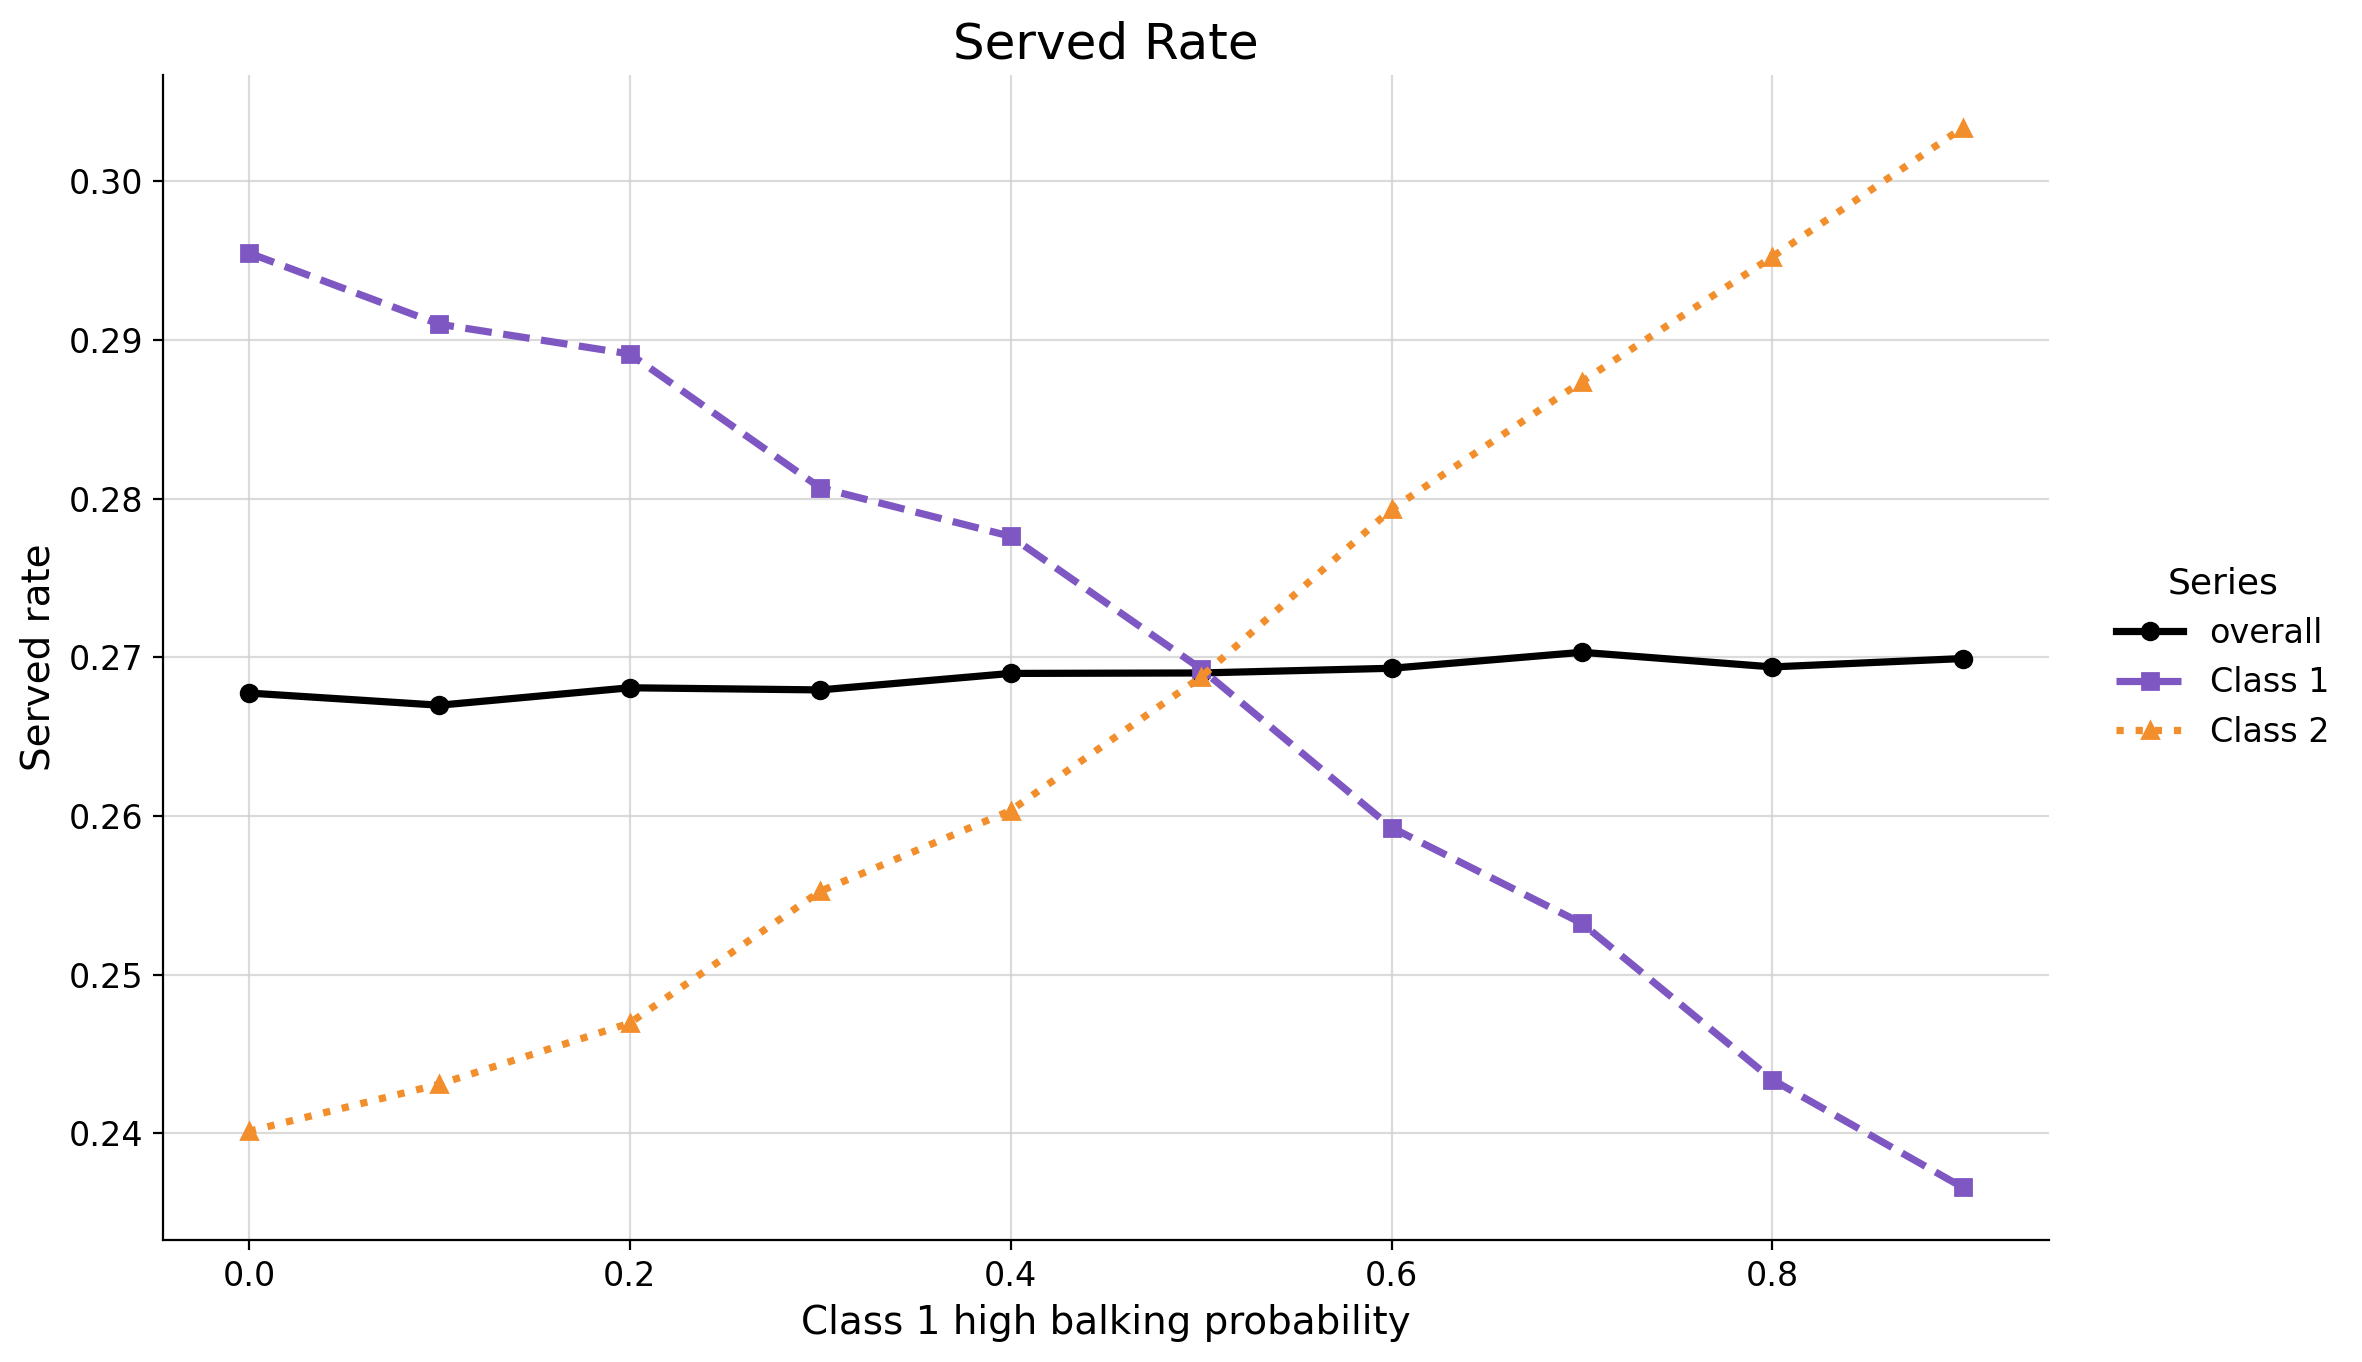 Served Rate
Served rate
0.30
0.29
0.28
0.27
0.26
0.25
0.24
0.0 0.2 0.4 0.6 0.8
Class 1 high balking probability
Series
overall
Class 1
Class 2